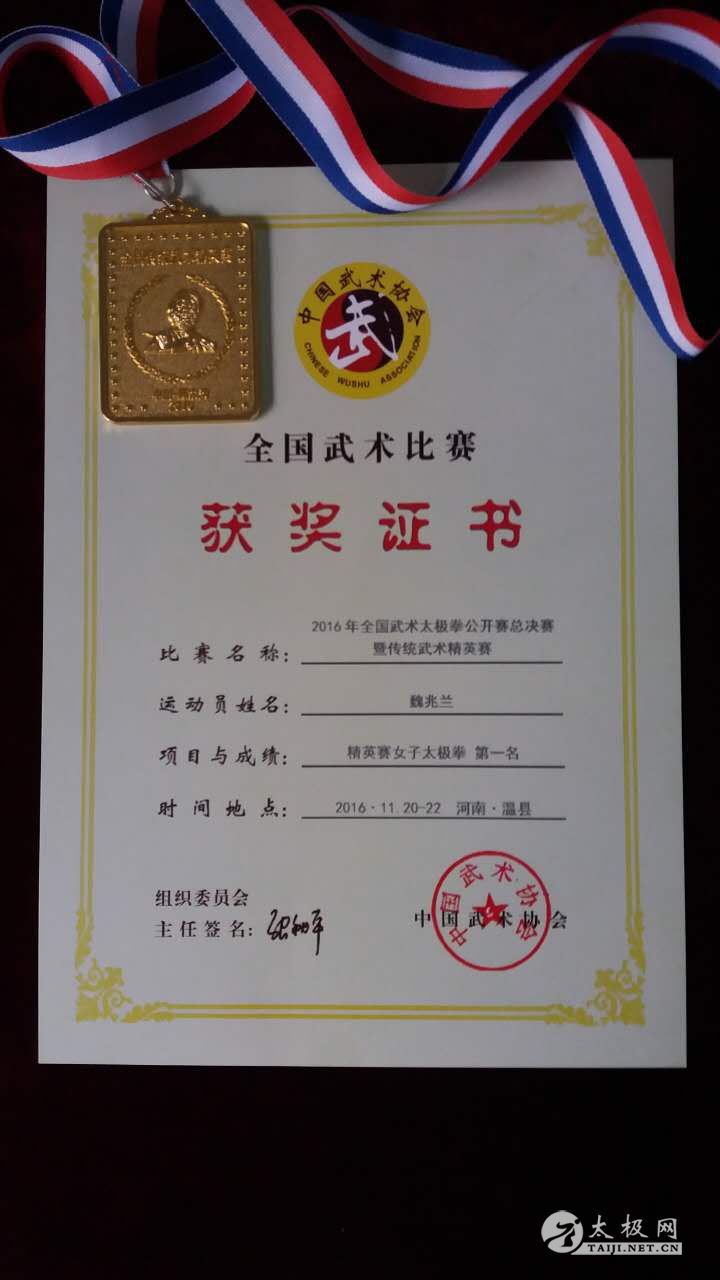 中国武术协会
武
CHINESE WUSHU ASSOCIATION
全国武术比赛
获奖证书
比赛名称：2016年全国武术太极拳公开赛总决赛
暨传统武术精英赛
运动员姓名：魏兆兰
项目与成绩：精英赛女子太极拳 第一名
时间地点：2016·11.20-22 河南·温县
组织委员会
主任签名：
中国武术协会
中国武术协会
太极网
TAIJI.NET.CN